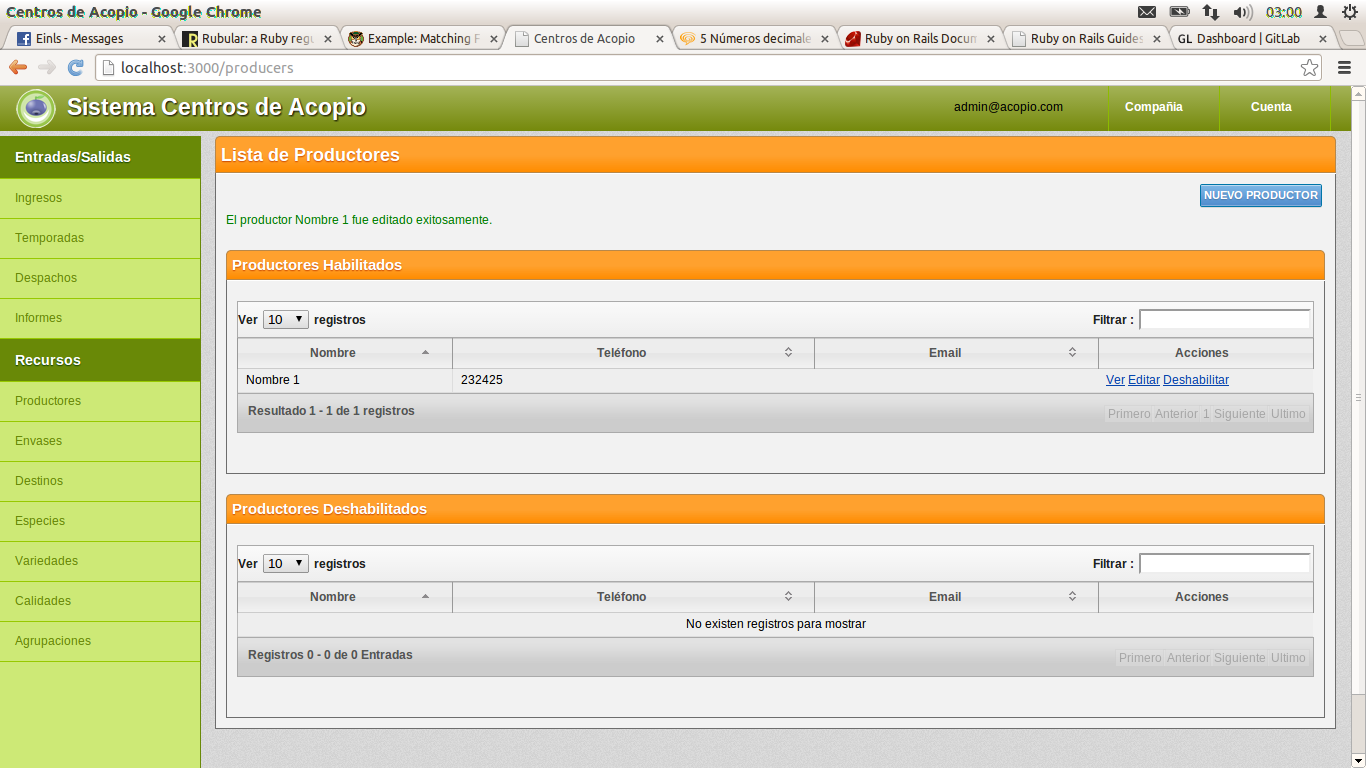 Centros de Acopio - Google Chrome
03:00
Einls - Messages
Rubular: a Ruby regu
Example: Matching F
Centros de Acopio
5 Números decimale
Ruby on Rails Docum
Ruby on Rails Guides
GL Dashboard | GitLab
localhost:3000/producers
Sistema Centros de Acopio
admin@acopio.com
Compañia
Cuenta
Entradas/Salidas
Ingresos
Temporadas
Despachos
Informes
Recursos
Productores
Envases
Destinos
Especies
Variedades
Calidades
Agrupaciones
Lista de Productores
NUEVO PRODUCTOR
El productor Nombre 1 fue editado exitosamente.
Productores Habilitados
Ver 10 registros
Filtrar :
Nombre Teléfono Email Acciones
Nombre 1 232425 Ver Editar Deshabilitar
Resultado 1 - 1 de 1 registros
Primero Anterior 1 Siguiente Ultimo
Productores Deshabilitados
Ver 10 registros
Filtrar :
Nombre Teléfono Email Acciones
No existen registros para mostrar
Registros 0 - 0 de 0 Entradas
Primero Anterior Siguiente Ultimo